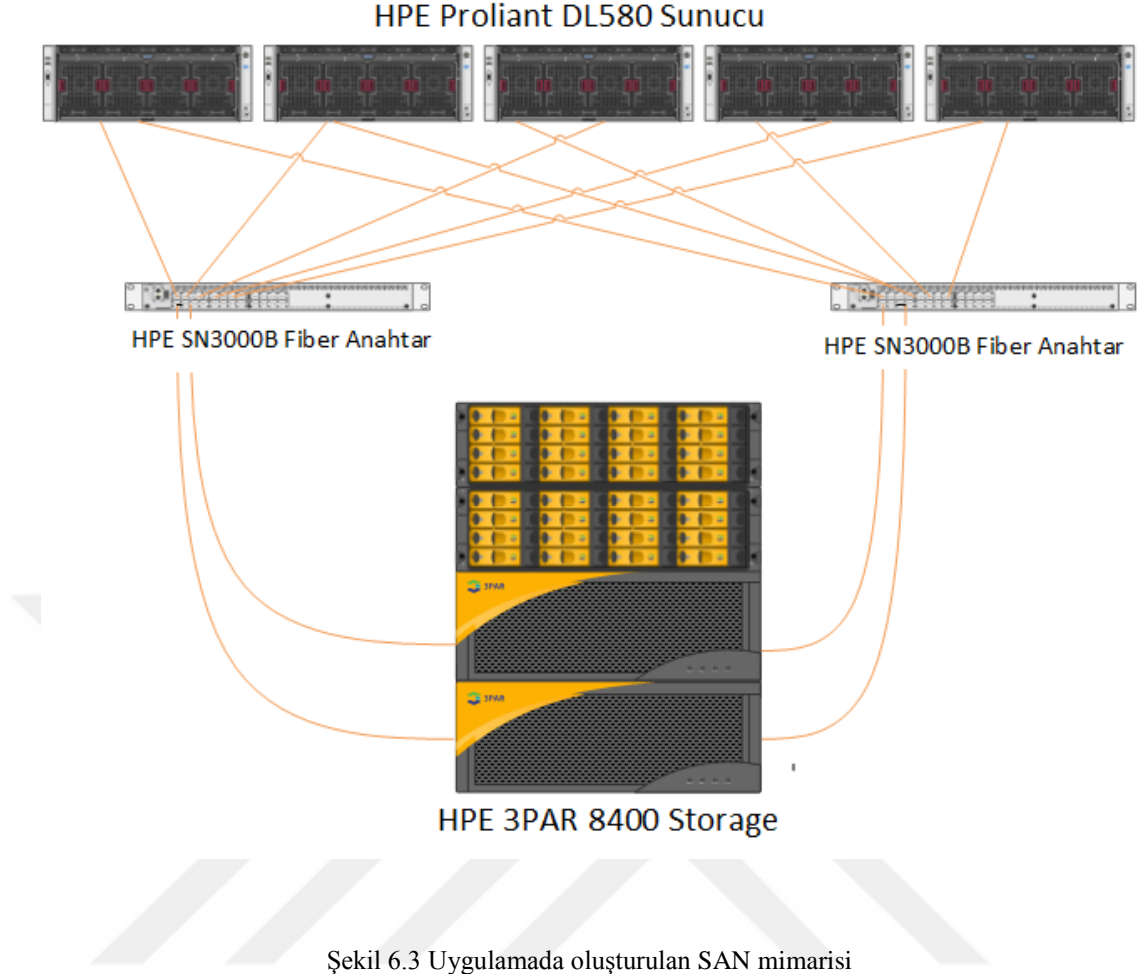 HPE Proliant DL580 Sunucu
HPE SN3000B Fiber Anahtar
HPE SN3000B Fiber Anahtar
3PAR
3PAR
HPE 3PAR 8400 Storage
Şekil 6.3 Uygulamada oluşturulan SAN mimarisi